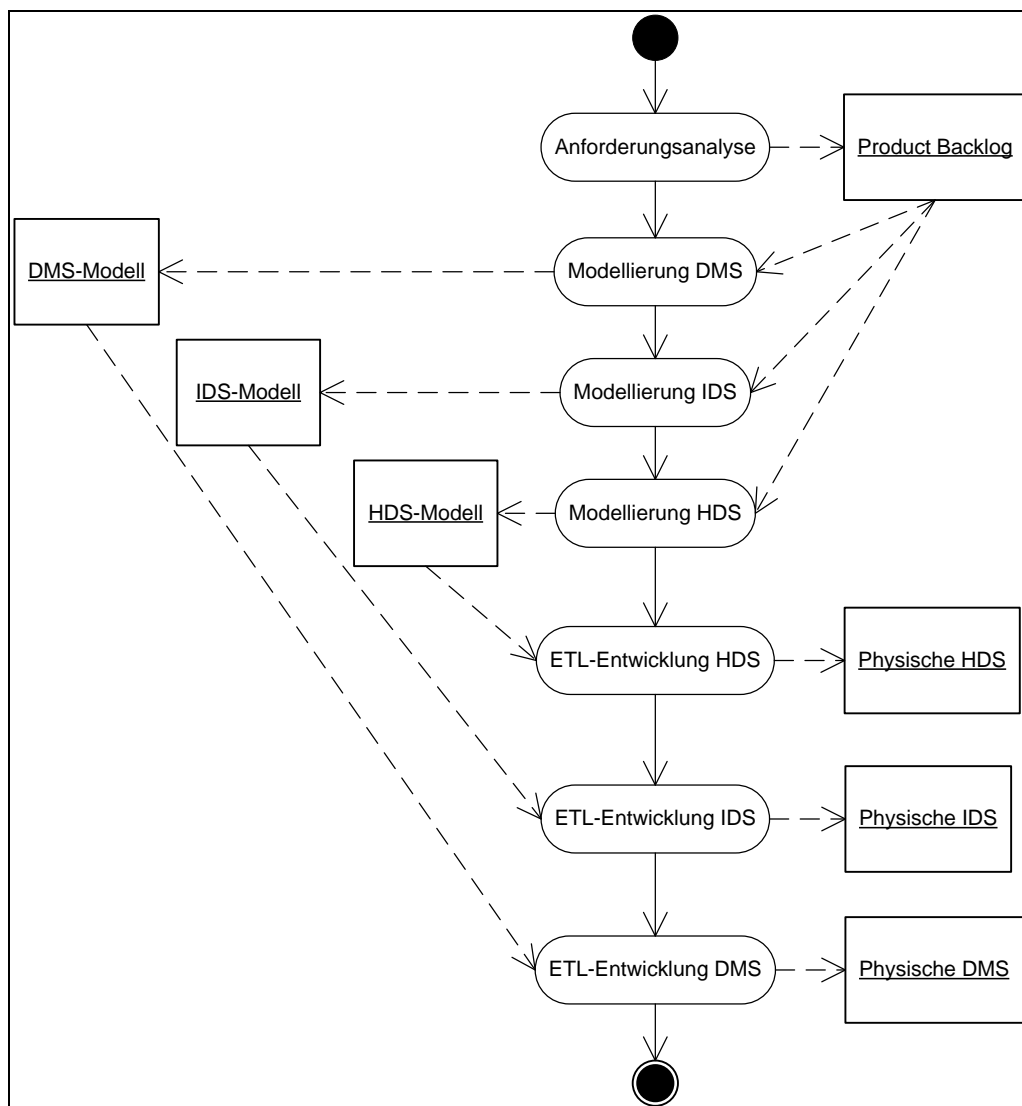 Anforderungsanalyse
Product Backlog
Modellierung DMS
DMS-Modell
Modellierung IDS
IDS-Modell
Modellierung HDS
HDS-Modell
ETL-Entwicklung HDS
Physische HDS
ETL-Entwicklung IDS
Physische IDS
ETL-Entwicklung DMS
Physische DMS